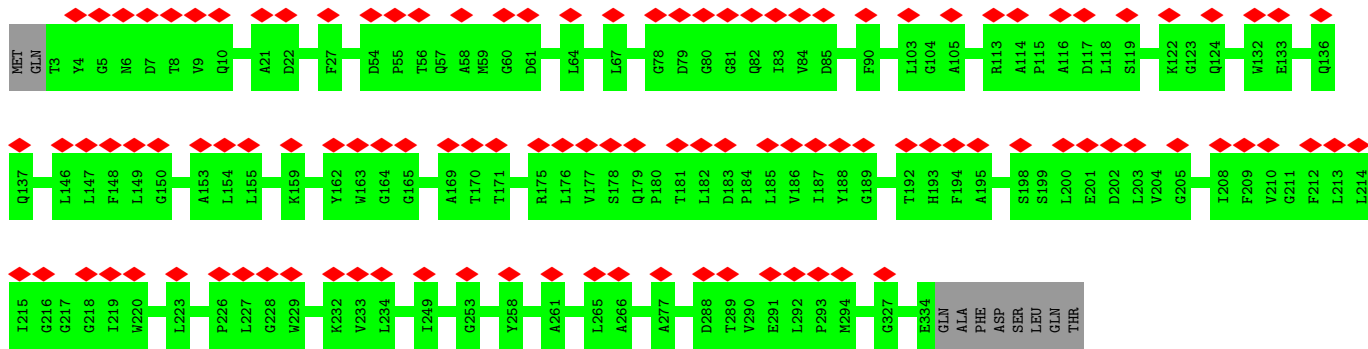 MET GLN T3 Y4 G5 N6 D7 T8 V9 Q10 A21 D22 F27 D54 P55 T56 Q57 A58 M59 G60 D61 L64 L67 G78 D79 G80 G81 Q82 I83 V84 D85 F90 L103 G104 A105 R113 A114 P115 A116 D117 L118 S119 K122 G123 Q124 W132 E133 Q136
Q137 L146 L147 F148 L149 G150 A153 L154 L155 K159 Y162 W163 G164 G165 A169 T170 T171 R175 L176 V177 S178 Q179 P180 T181 L182 D183 P184 L185 V186 I187 Y188 G189 T192 H193 F194 A195 S198 S199 L200 E201 D202 L203 V204 G205 I208 F209 V210 G211 F212 L213 L214
I215 G216 G217 G218 I219 W220 L223 P226 L227 G228 W229 K232 V233 L234 I249 G253 Y258 A261 L265 A266 A277 D288 T289 V290 E291 L292 P293 M294 G327 E334 GLN ALA PHE ASP SER LEU GLN THR